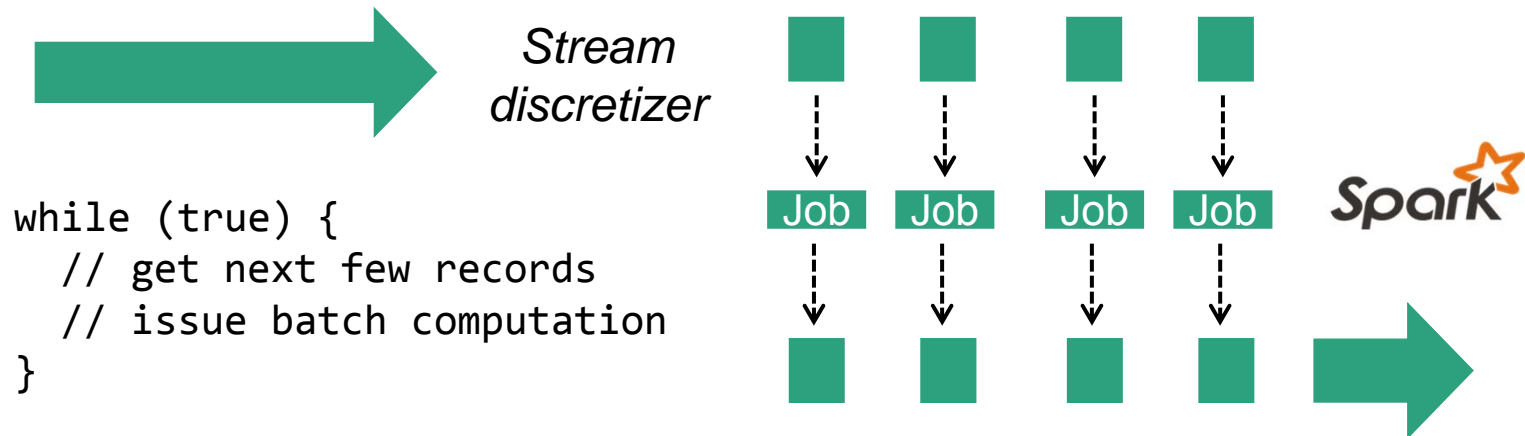 Stream
discretizer
while (true) {
  // get next few records
  // issue batch computation
}
Job Job Job Job
Spark